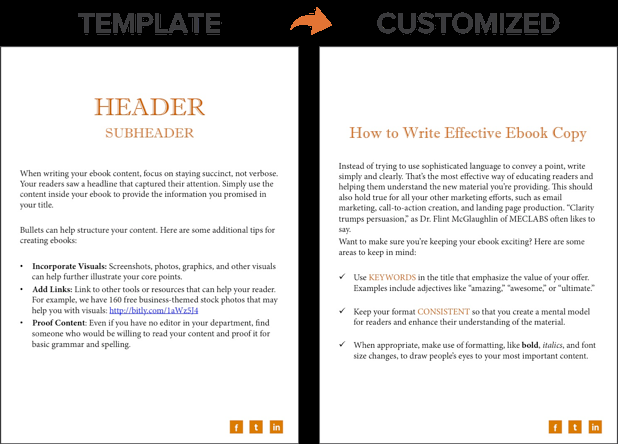 TEMPLATE
CUSTOMIZED
HEADER
SUBHEADER
When writing your ebook content, focus on staying succinct, not verbose.
Your readers saw a headline that captured their attention. Simply use the
content inside your ebook to provide the information you promised in
your title.
Bullets can help structure your content. Here are some additional tips for
creating ebooks:
• Incorporate Visuals: Screenshots, photos, graphics, and other visuals
can help further illustrate your core points.
• Add Links: Link to other tools or resources that can help your reader.
For example, we have 160 free business-themed stock photos that may
help you with visuals: http://bitly.com/1aWz5J4
• Proof Content: Even if you have no editor in your department, find
someone who would be willing to read your content and proof it for
basic grammar and spelling.
f t in
How to Write Effective Ebook Copy
Instead of trying to use sophisticated language to convey a point, write
simply and clearly. That's the most effective way of educating readers and
helping them understand the new material you're providing. This should
also hold true for all your other marketing efforts, such as email
marketing, call-to-action creation, and landing page production. “Clarity
trumps persuasion,” as Dr. Flint McGlaughlin of MECLABS often likes to
say.
Want to make sure you're keeping your ebook exciting? Here are some
areas to keep in mind:
✓ Use KEYWORDS in the title that emphasize the value of your offer.
Examples include adjectives like “amazing,” “awesome,” or “ultimate.”
✓ Keep your format CONSISTENT so that you create a mental model
for readers and enhance their understanding of the material.
✓ When appropriate, make use of formatting, like bold, italics, and font
size changes, to draw people's eyes to your most important content.
f t in